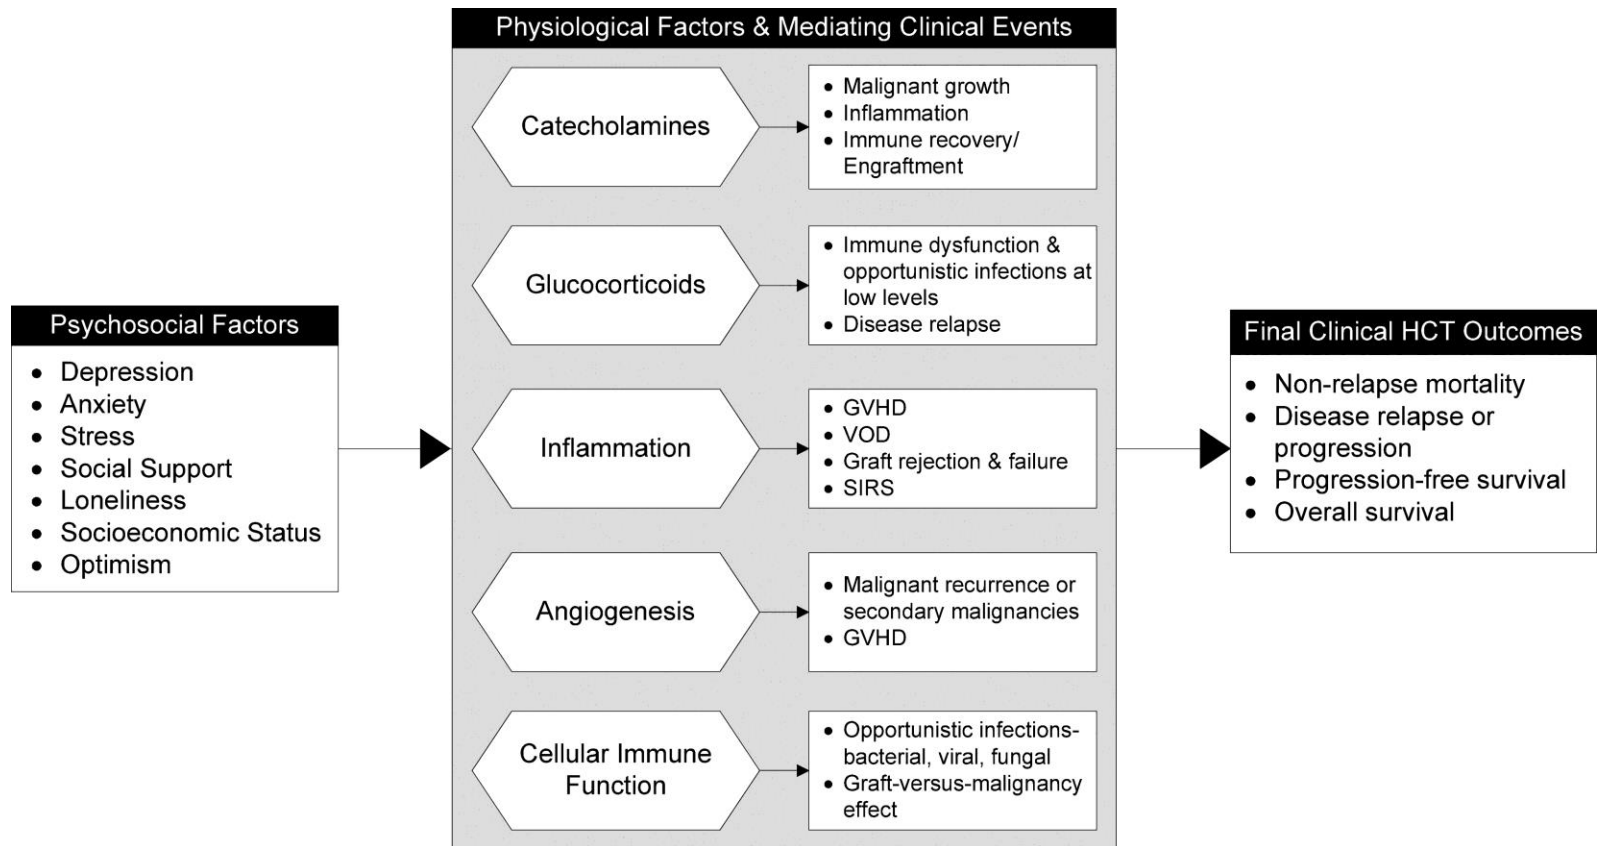 Physiological Factors & Mediating Clinical Events
Psychosocial Factors
• Depression
• Anxiety
• Stress
• Social Support
• Loneliness
• Socioeconomic Status
• Optimism
Catecholamines
• Malignant growth
• Inflammation
• Immune recovery/
Engraftment
Glucocorticoids
• Immune dysfunction &
opportunistic infections at
low levels
• Disease relapse
Inflammation
• GVHD
• VOD
• Graft rejection & failure
• SIRS
Angiogenesis
• Malignant recurrence or
secondary malignancies
• GVHD
Cellular Immune
Function
• Opportunistic infections-
bacterial, viral, fungal
• Graft-versus-malignancy
effect
Final Clinical HCT Outcomes
• Non-relapse mortality
• Disease relapse or
progression
• Progression-free survival
• Overall survival